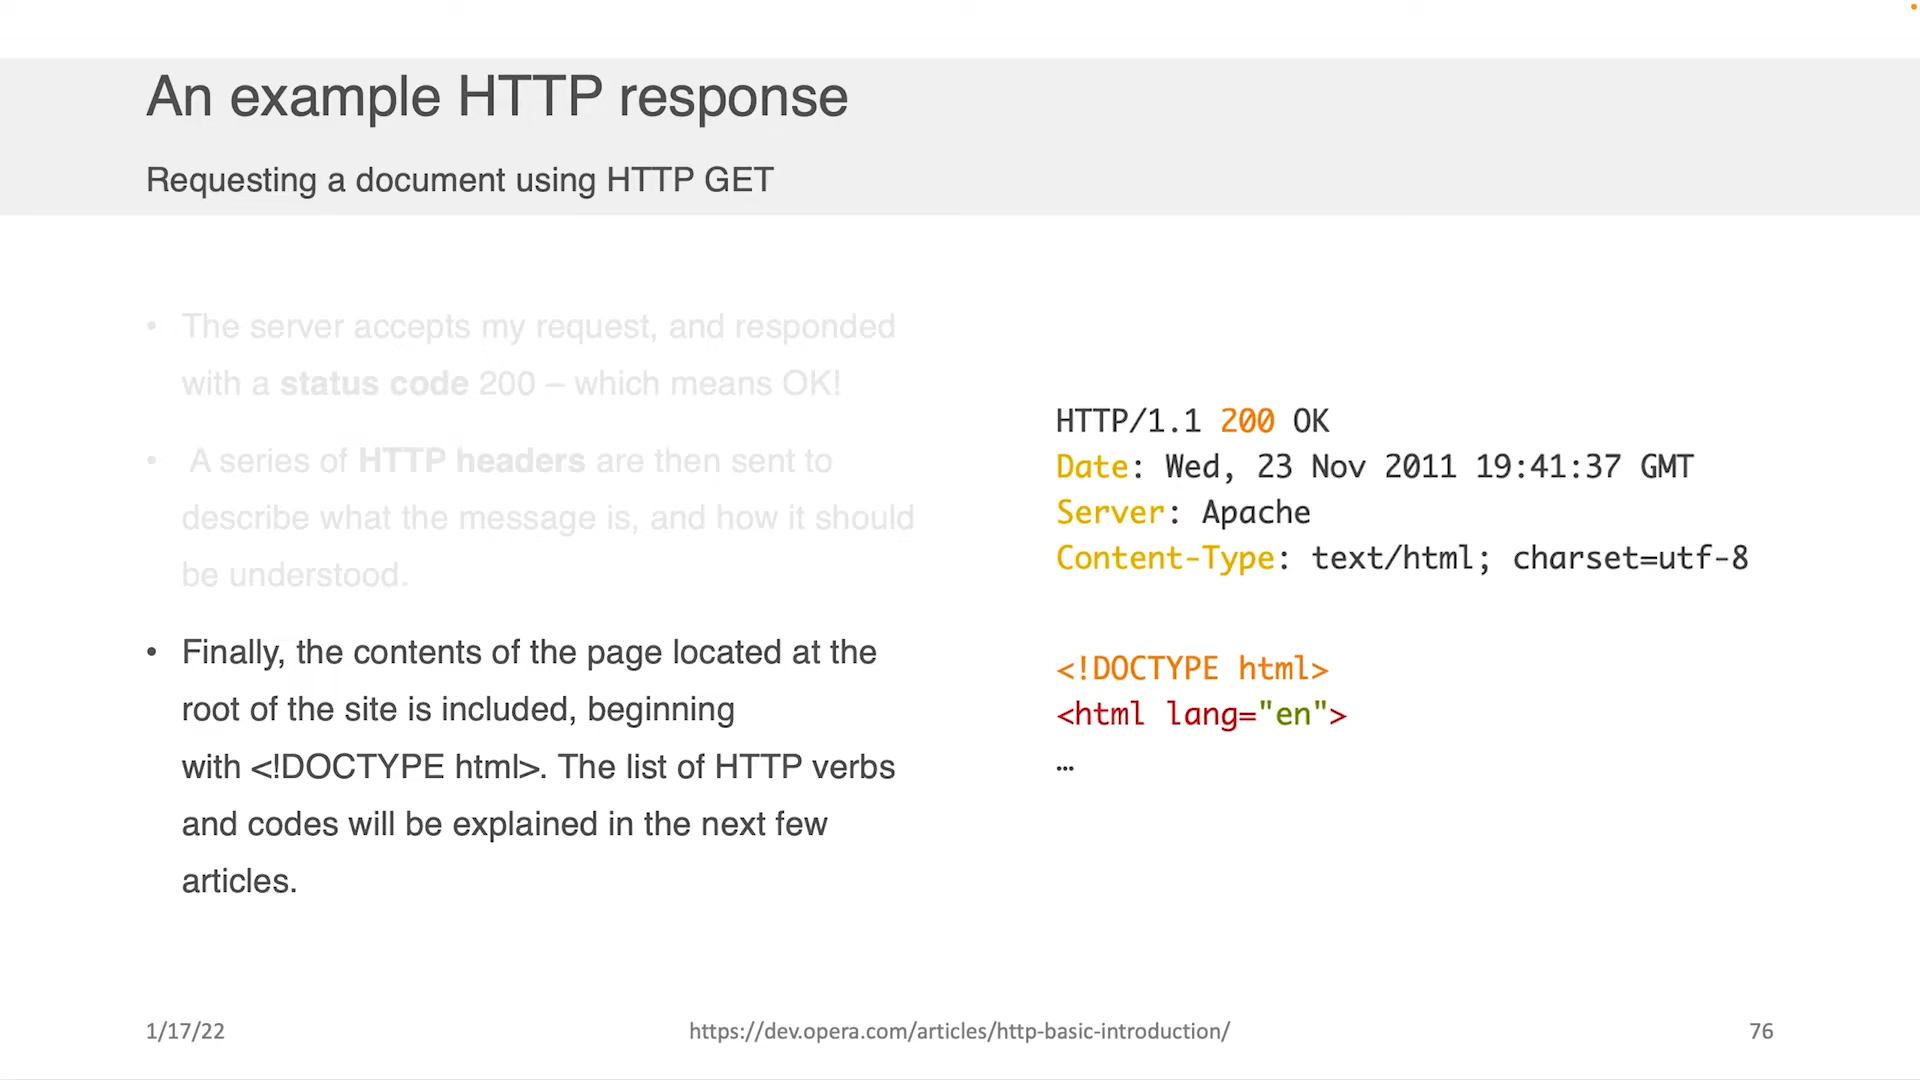 An example HTTP response
Requesting a document using HTTP GET
• The server accepts my request, and responded
with a status code 200 – which means OK!
• A series of HTTP headers are then sent to
describe what the message is, and how it should
be understood.
• Finally, the contents of the page located at the
root of the site is included, beginning
with <!DOCTYPE html>. The list of HTTP verbs
and codes will be explained in the next few
articles.
HTTP/1.1 200 OK
Date: Wed, 23 Nov 2011 19:41:37 GMT
Server: Apache
Content-Type: text/html; charset=utf-8
<!DOCTYPE html>
<html lang="en">
…
1/17/22
https://dev.opera.com/articles/http-basic-introduction/
76